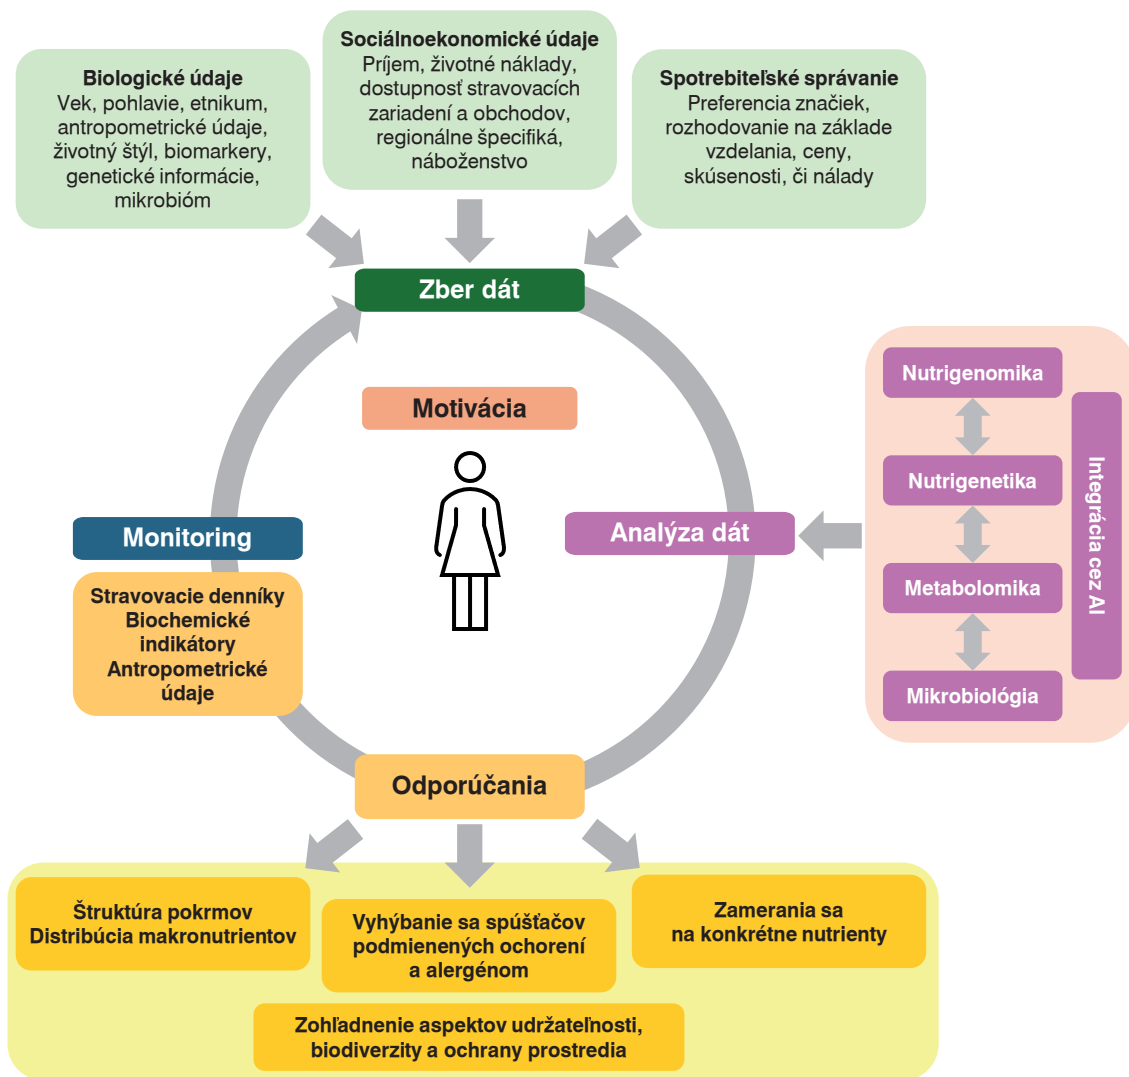 Biologické údaje
Vek, pohlavie, etnikum,
antropometrické údaje,
životný štýl, biomarkery,
genetické informácie,
mikrobióm
Sociálnoekonomické údaje
Príjem, životné náklady,
dostupnosť stravovacích
zariadení a obchodov,
regionálne špecifiká,
náboženstvo
Spotrebiteľské správanie
Preferencia značiek,
rozhodovanie na základe
vzdelania, ceny,
skúsenosti, či nálady
Zber dát
Motivácia
Nutrigenomika
Nutrigenetika
Metabolomika
Mikrobiológia
Integrácia cez AI
Analýza dát
Monitoring
Stravovacie denníky
Biochemické
indikátory
Antropometrické
údaje
Odporúčania
Štruktúra pokrmov
Distribúcia makronutrientov
Vyhýbanie sa spúšťačov
podmienených ochorení
a alergénom
Zamerania sa
na konkrétne nutrienty
Zohľadnenie aspektov udržateľnosti,
biodiverzity a ochrany prostredia